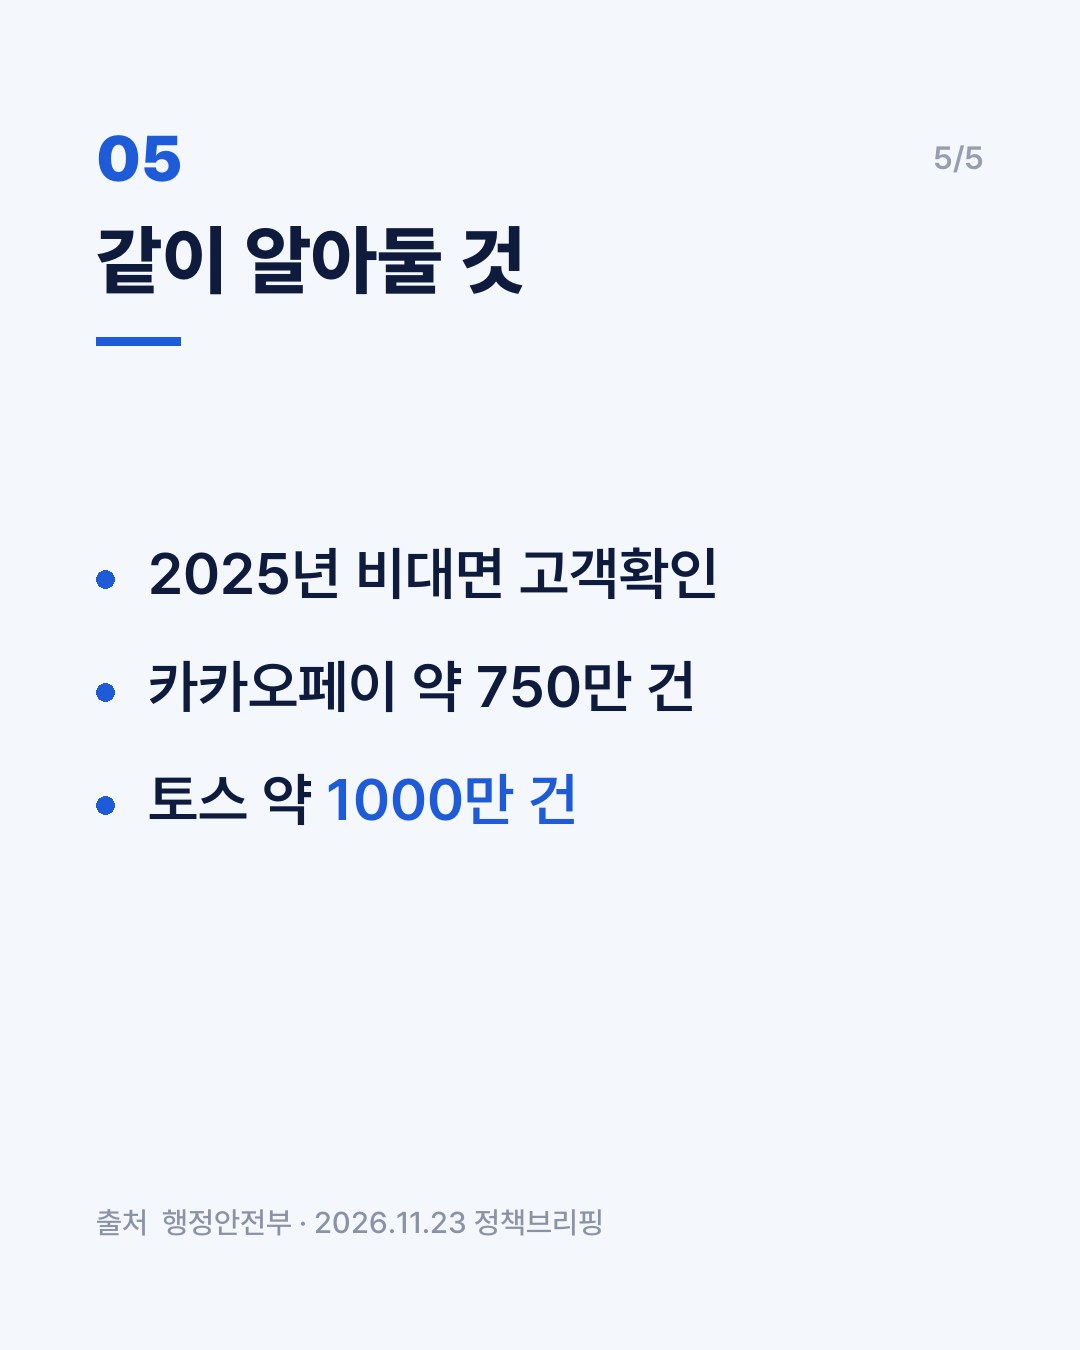 05
5/5
같이 알아둘 것
2025년 비대면 고객확인
카카오페이 약 750만 건
토스 약 1000만 건
출처 행정안전부 · 2026.11.23 정책브리핑